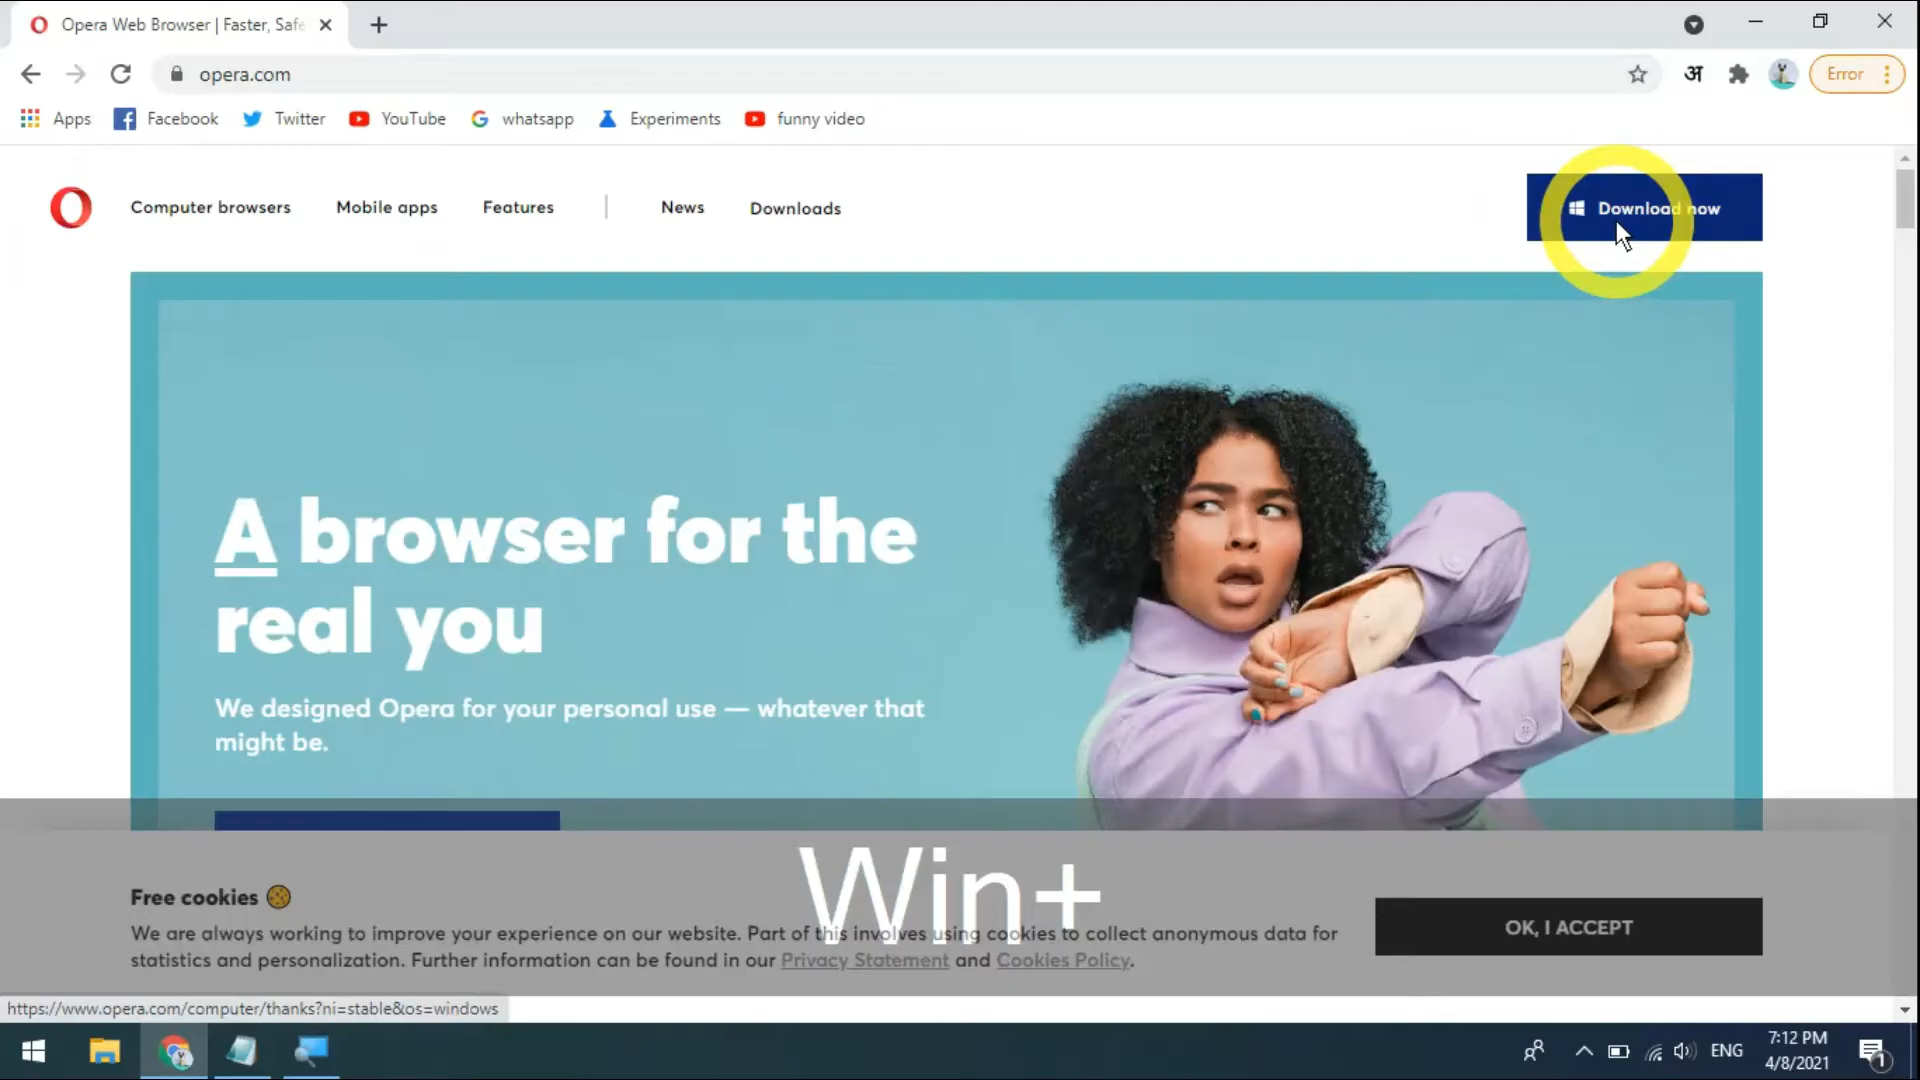 Opera Web Browser | Faster, Safe
opera.com
अ
Error
Apps
Facebook
Twitter
YouTube
whatsapp
Experiments
funny video
Computer browsers
Mobile apps
Features
News
Downloads
Download now
A browser for the
real you
We designed Opera for your personal use — whatever that
might be.
Win+
Free cookies
We are always working to improve your experience on our website. Part of this involves using cookies to collect anonymous data for
statistics and personalization. Further information can be found in our Privacy Statement and Cookies Policy.
OK, I ACCEPT
https://www.opera.com/computer/thanks?ni=stable&os=windows
ENG
7:12 PM
4/8/2021
1